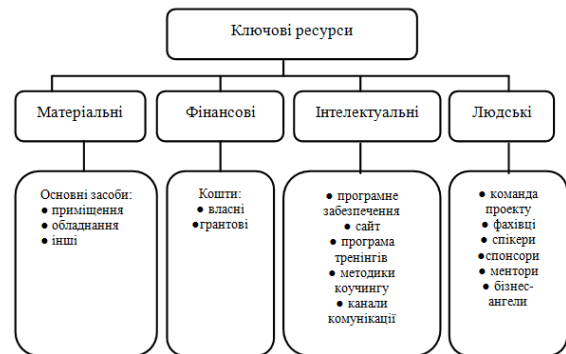 Ключові ресурси
Матеріальні
Фінансові
Інтелектуальні
Людські
Основні засоби:
● приміщення
● обладнання
● інші
Кошти:
● власні
●грантові
● програмне
забезпечення
● сайт
● програма
тренінгів
● методики
коучингу
● канали
комунікації
● команда
проекту
● фахівці
● спікери
●спонсори
● ментори
● бізнес-
ангели